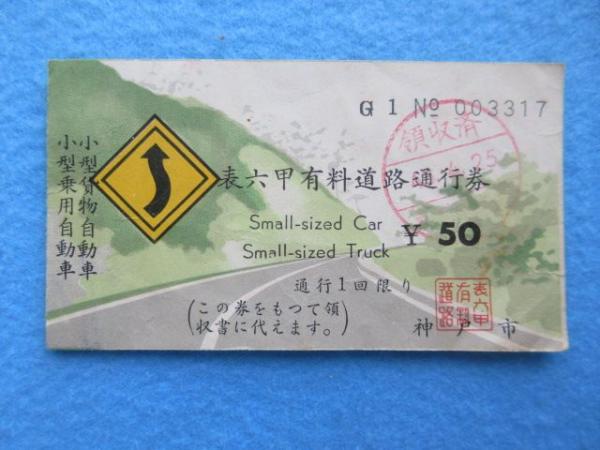 G 1 № 003317
領収済
25
表六甲有料道路通行券
小型貨物自動車
小型乗用自動車
Small-sized Car
Small-sized Truck
¥ 50
通行1回限り
(この券をもつて領
収書に代えます。)
神戸市
表六甲
有料
道路